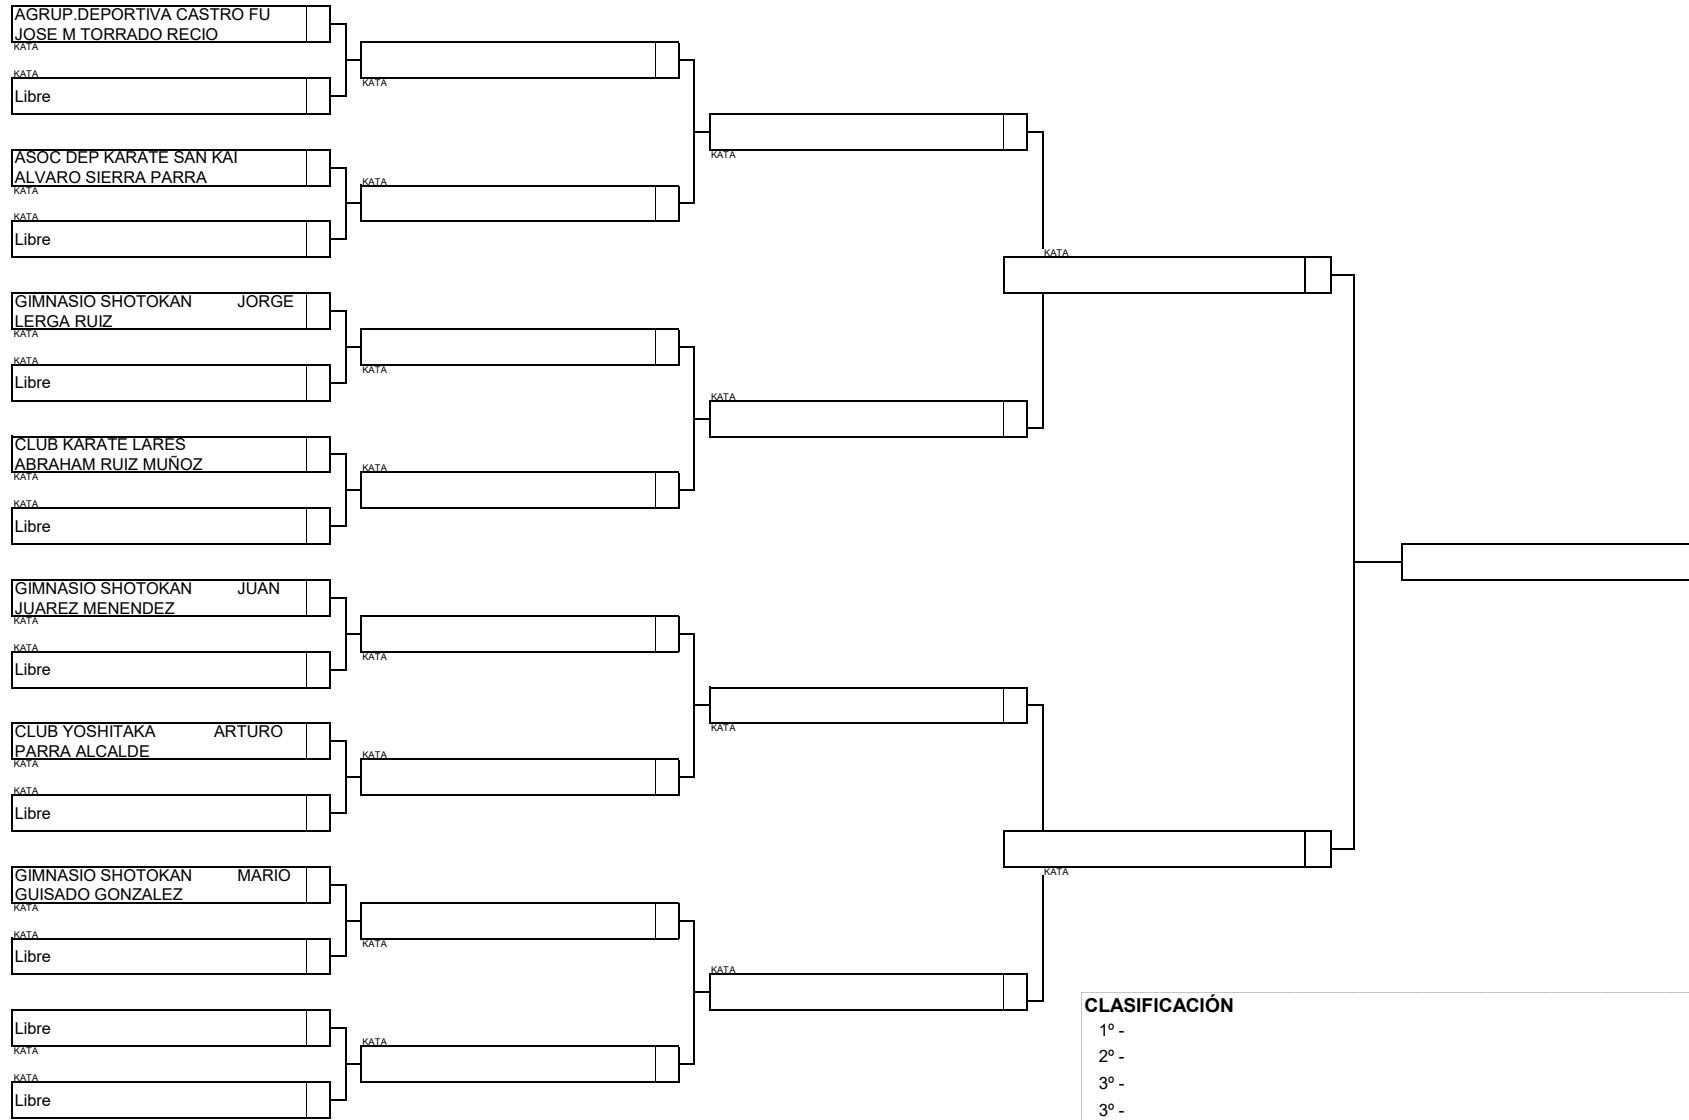 AGRUP.DEPORTIVA CASTRO FU
JOSE M TORRADO RECIO
KATA
KATA
Libre
ASOC DEP KARATE SAN KAI
ALVARO SIERRA PARRA
KATA
KATA
Libre
GIMNASIO SHOTOKAN JORGE
LERGA RUIZ
KATA
KATA
Libre
CLUB KARATE LARES
ABRAHAM RUIZ MUÑOZ
KATA
KATA
Libre
GIMNASIO SHOTOKAN JUAN
JUAREZ MENENDEZ
KATA
KATA
Libre
CLUB YOSHITAKA ARTURO
PARRA ALCALDE
KATA
KATA
Libre
GIMNASIO SHOTOKAN MARIO
GUISADO GONZALEZ
KATA
KATA
Libre
Libre
KATA
KATA
Libre
KATA
KATA
KATA
KATA
KATA
KATA
KATA
KATA
KATA
KATA
KATA
KATA
KATA
KATA
CLASIFICACIÓN
1º -
2º -
3º -
3º -